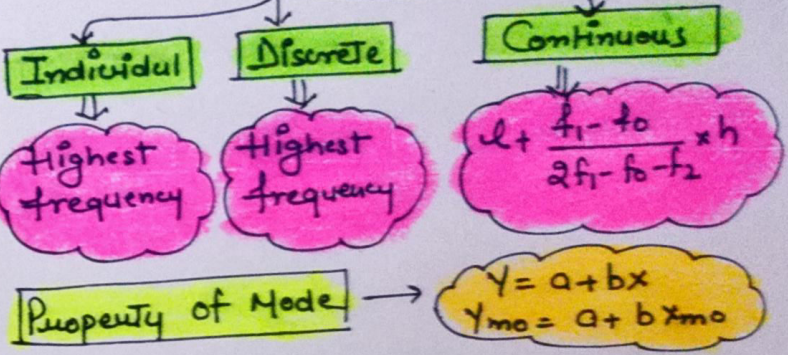 Individul
Discrete
Continuous
Highest
frequency
Highest
frequency
l + f₁ - f₀ / 2f₁ - f₀ - f₂ × h
Property of Mode →
Y = a + bx
Ymo = a + b Xmo